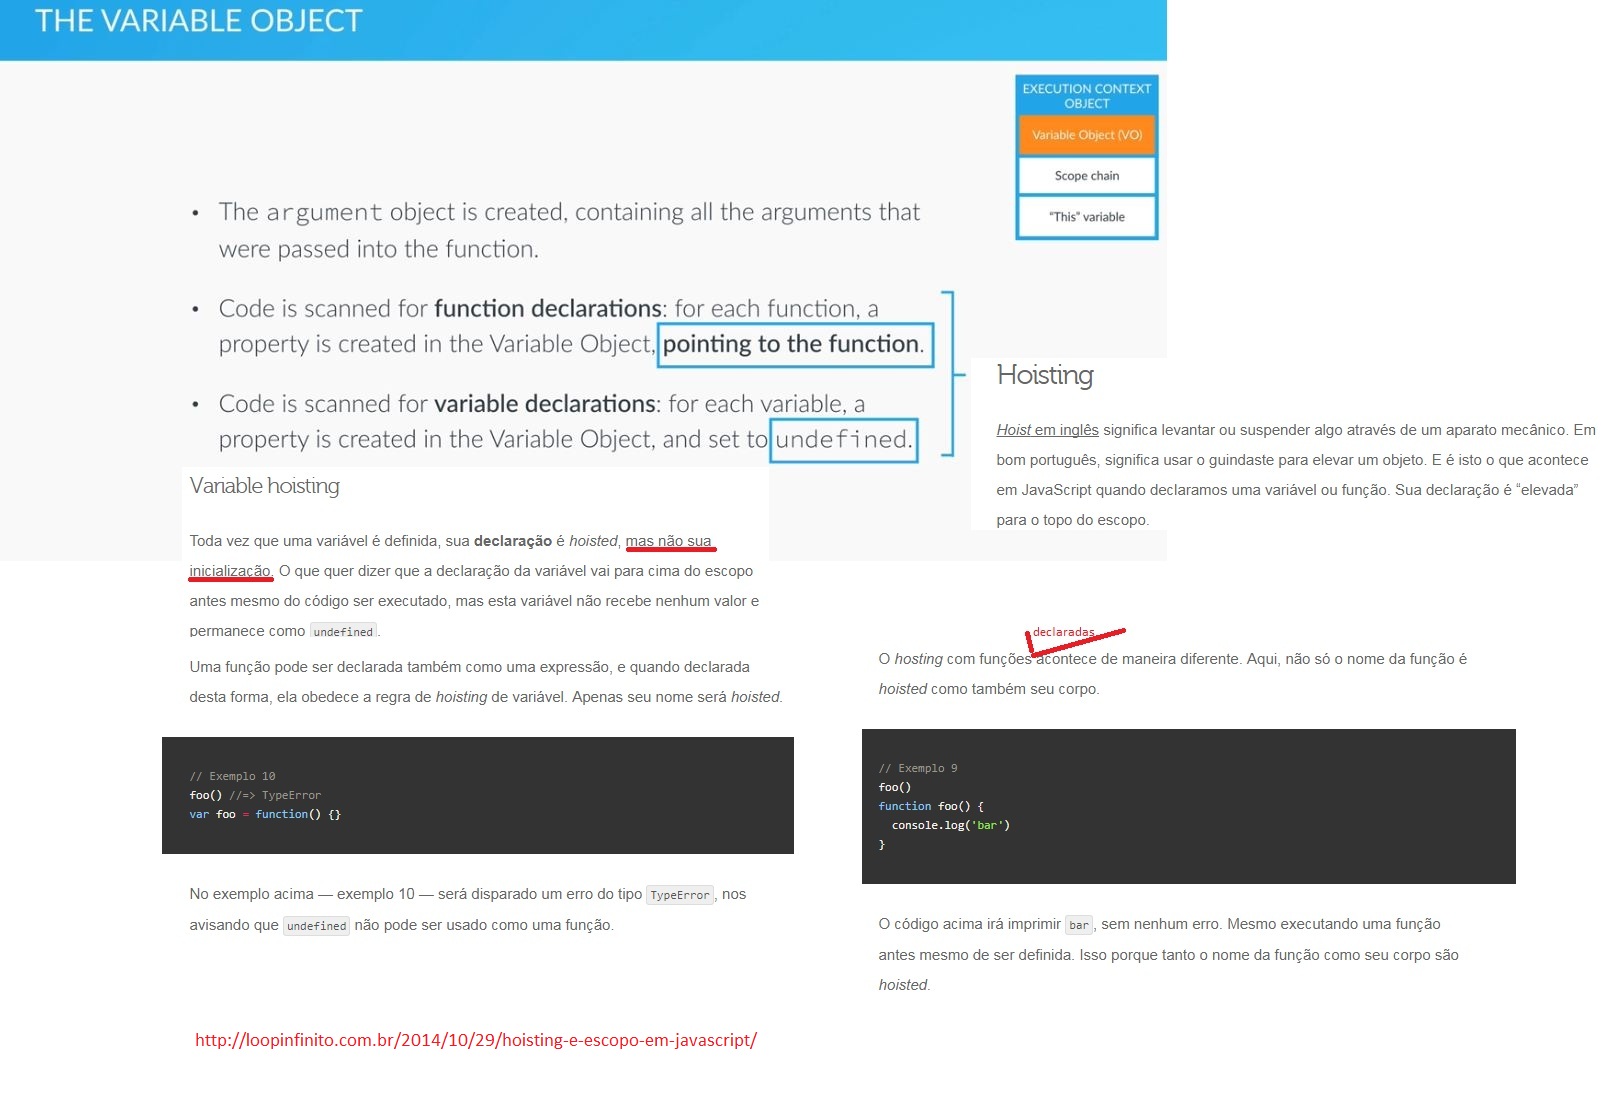 THE VARIABLE OBJECT
EXECUTION CONTEXT
OBJECT
Variable Object (VO)
Scope chain
"This" variable
• The argument object is created, containing all the arguments that
were passed into the function.
• Code is scanned for function declarations: for each function, a
property is created in the Variable Object, pointing to the function.
• Code is scanned for variable declarations: for each variable, a
property is created in the Variable Object, and set to undefined.
Hoisting
Hoist em inglês significa levantar ou suspender algo através de um aparato mecânico. Em
bom português, significa usar o guindaste para elevar um objeto. E é isto o que acontece
em JavaScript quando declaramos uma variável ou função. Sua declaração é “elevada”
para o topo do escopo.
Variable hoisting
Toda vez que uma variável é definida, sua declaração é hoisted, mas não sua
inicialização. O que quer dizer que a declaração da variável vai para cima do escopo
antes mesmo do código ser executado, mas esta variável não recebe nenhum valor e
permanece como undefined.
Uma função pode ser declarada também como uma expressão, e quando declarada
desta forma, ela obedece a regra de hoisting de variável. Apenas seu nome será hoisted.
// Exemplo 10
foo() //=> TypeError
var foo = function() {}
No exemplo acima — exemplo 10 — será disparado um erro do tipo TypeError, nos
avisando que undefined não pode ser usado como uma função.
declaradas
O hosting com funções acontece de maneira diferente. Aqui, não só o nome da função é
hoisted como também seu corpo.
// Exemplo 9
foo()
function foo() {
console.log('bar')
}
O código acima irá imprimir bar, sem nenhum erro. Mesmo executando uma função
antes mesmo de ser definida. Isso porque tanto o nome da função como seu corpo são
hoisted.
http://loopinfinito.com.br/2014/10/29/hoisting-e-escopo-em-javascript/